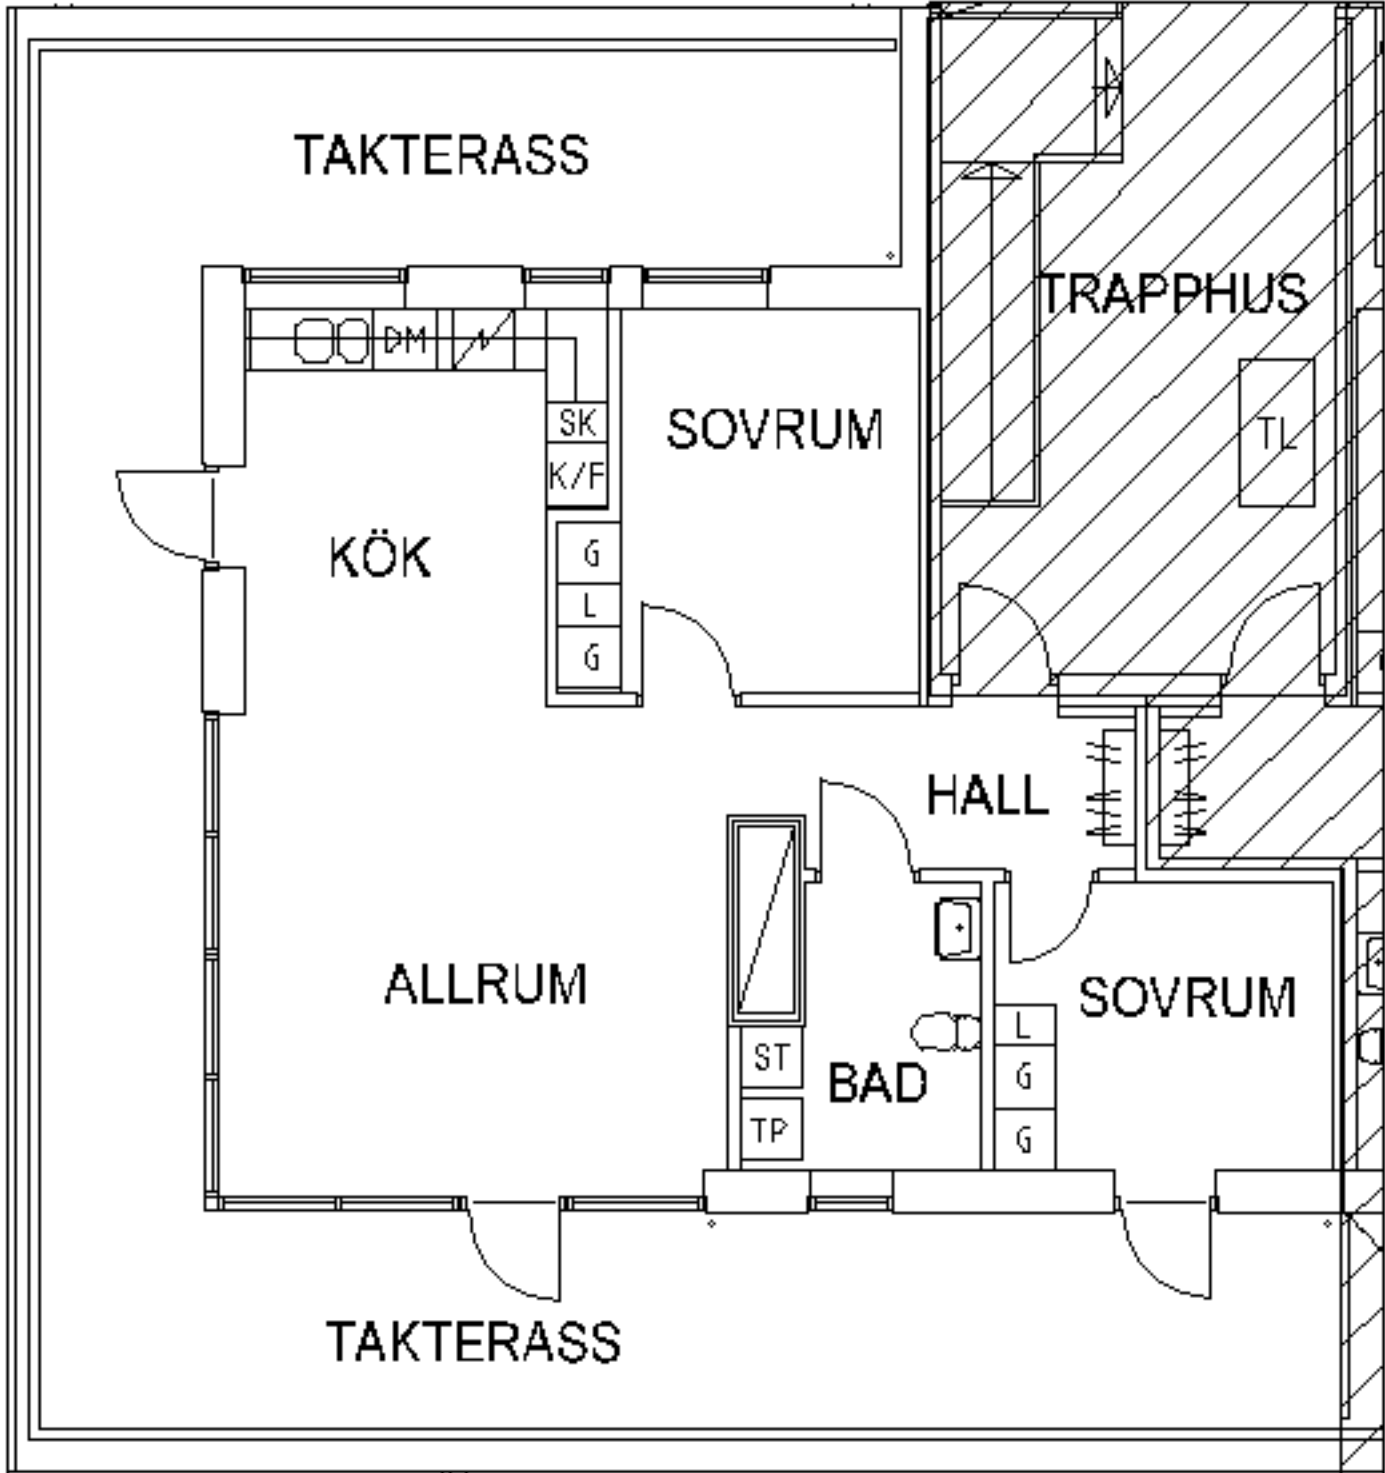 TAKTERASS
TRAPPHUS
DM
SK
K/F
SOVRUM
TL
KÖK
G
L
G
HALL
ALLRUM
SOVRUM
L
ST
BAD
G
TP
G
TAKTERASS